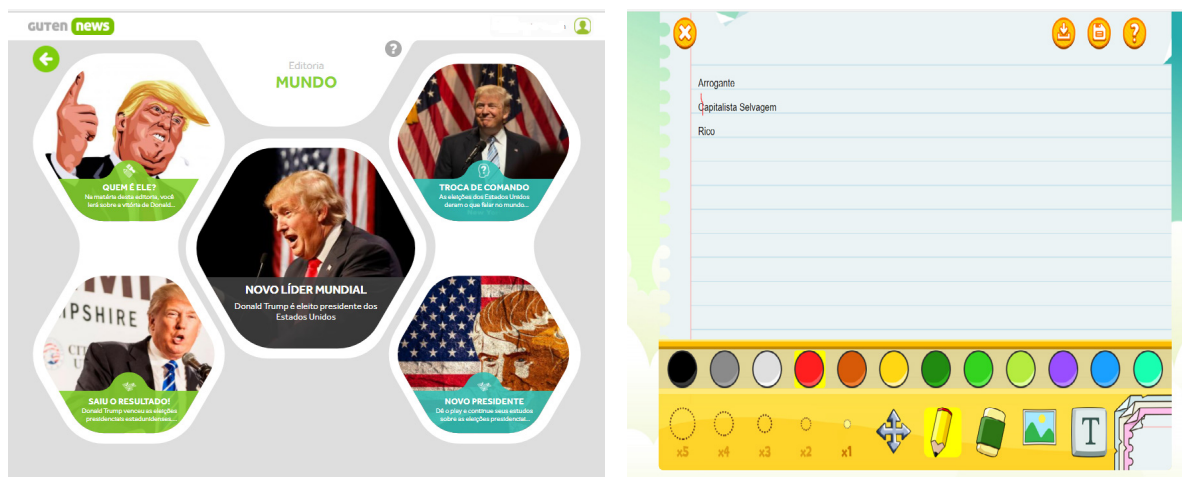 GUTEN news
Editoria
MUNDO
?
QUEM É ELE?
Na matéria desta editoria, você
lerá sobre a vitória de Donald...
TROCA DE COMANDO
As eleições dos Estados Unidos
deram o que falar no mundo...
NOVO LÍDER MUNDIAL
Donald Trump é eleito presidente dos
Estados Unidos
PSHIRE
SAIU O RESULTADO!
Donald Trump venceu as eleições
presidenciais estadunidenses...
NOVO PRESIDENTE
Dê o play e continue seus estudos
sobre as eleições presidenciai...
?
Arrogante
Capitalista Selvagem
Rico
x5 x4 x3 x2 x1
T